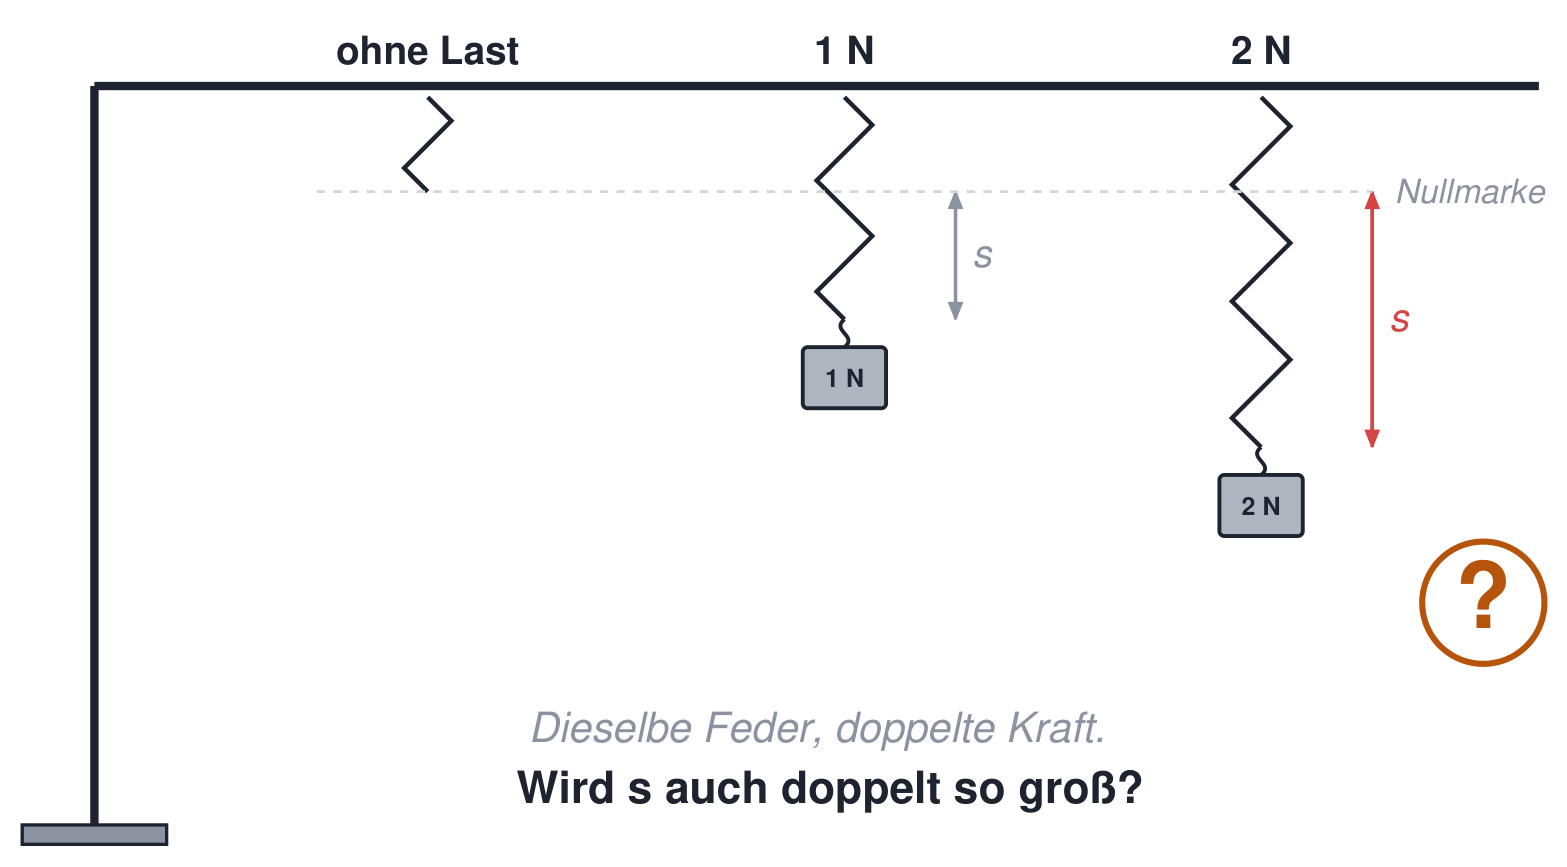 ohne Last
1 N
2 N
Nullmarke
s
s
1 N
2 N
?
Dieselbe Feder, doppelte Kraft.
Wird s auch doppelt so groß?